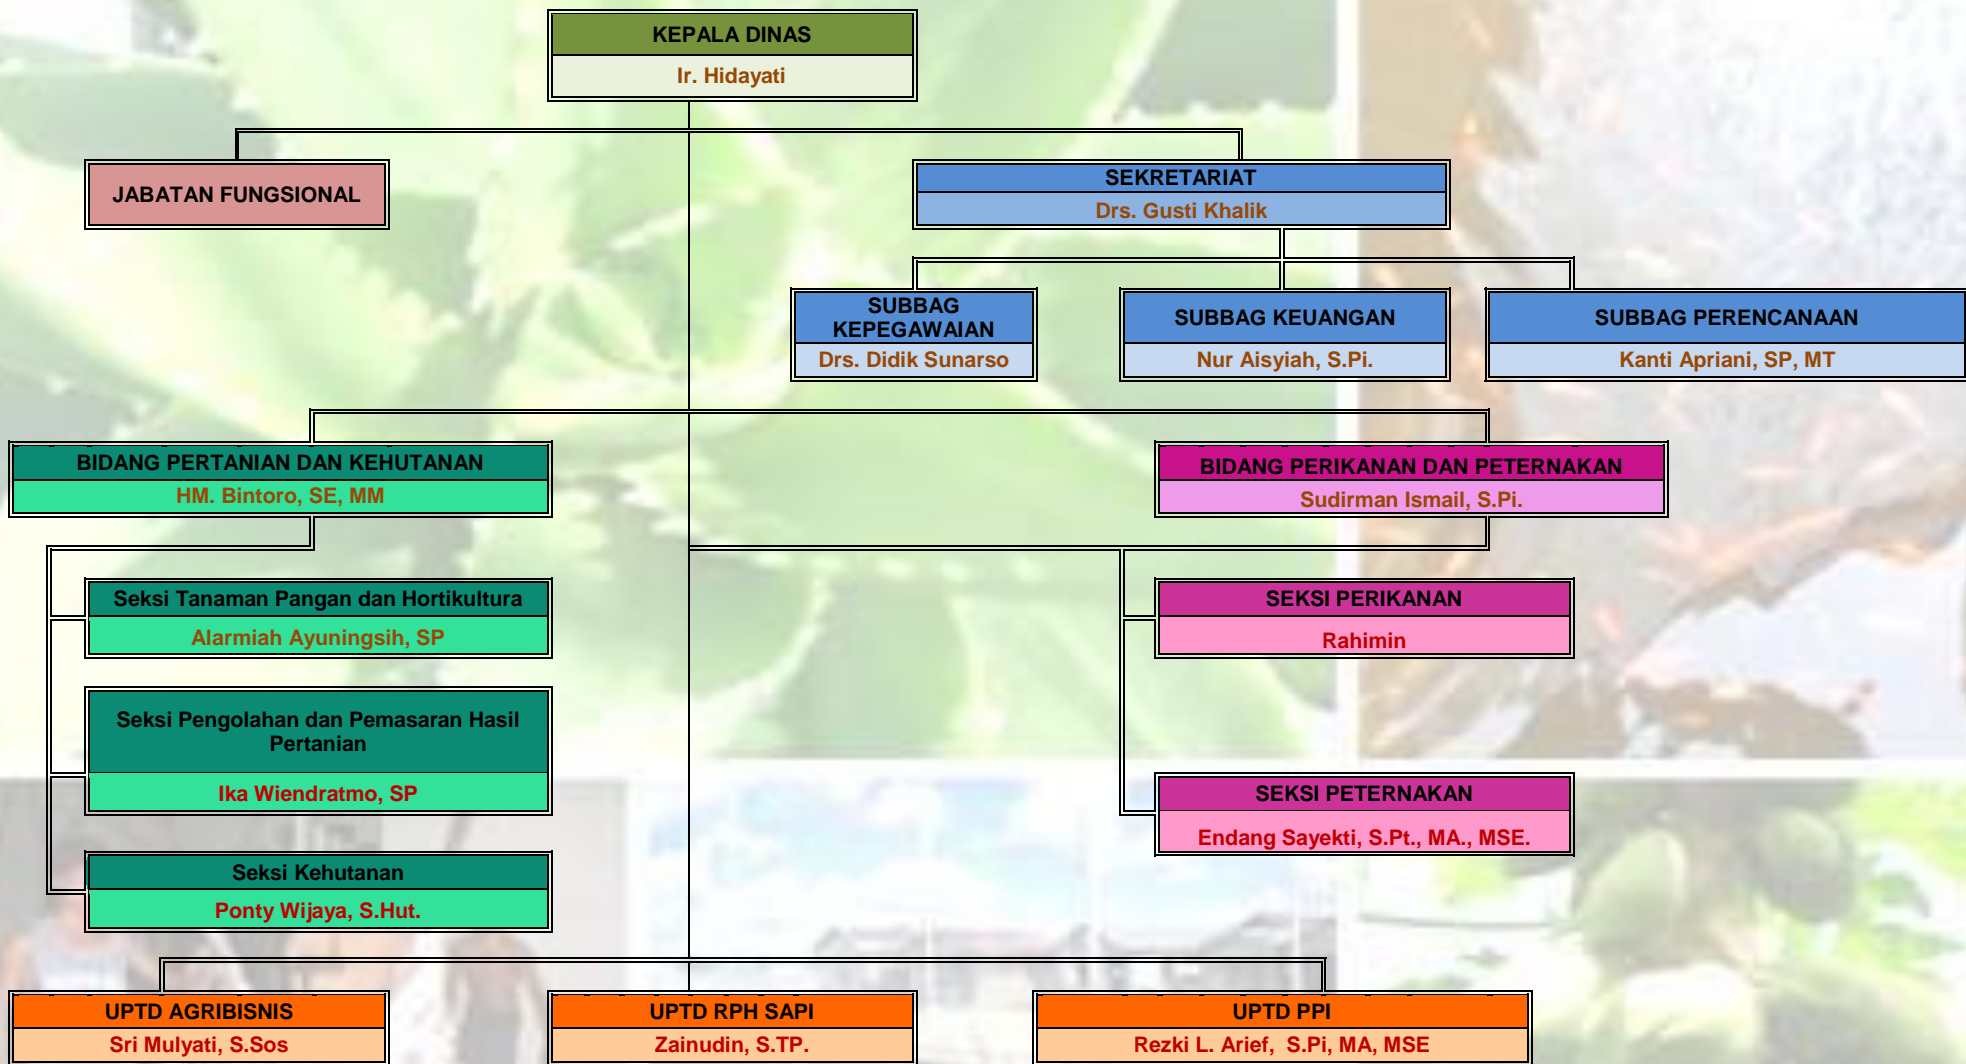 KEPALA DINAS
Ir. Hidayati
JABATAN FUNGSIONAL
SEKRETARIAT
Drs. Gusti Khalik
SUBBAG
KEPEGAWAIAN
Drs. Didik Sunarso
SUBBAG KEUANGAN
Nur Aisyiah, S.Pi.
SUBBAG PERENCANAAN
Kanti Apriani, SP, MT
BIDANG PERTANIAN DAN KEHUTANAN
HM. Bintoro, SE, MM
BIDANG PERIKANAN DAN PETERNAKAN
Sudirman Ismail, S.Pi.
Seksi Tanaman Pangan dan Hortikultura
Alarmiah Ayuningsih, SP
SEKSI PERIKANAN
Rahimin
Seksi Pengolahan dan Pemasaran Hasil
Pertanian
Ika Wiendratmo, SP
SEKSI PETERNAKAN
Endang Sayekti, S.Pt., MA., MSE.
Seksi Kehutanan
Ponty Wijaya, S.Hut.
UPTD AGRIBISNIS
Sri Mulyati, S.Sos
UPTD RPH SAPI
Zainudin, S.TP.
UPTD PPI
Rezki L. Arief, S.Pi, MA, MSE